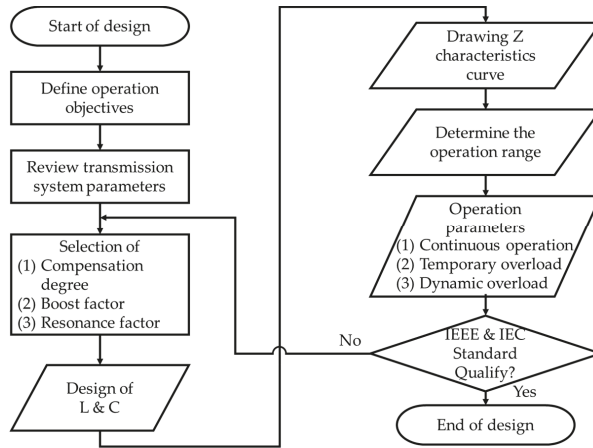 Start of design
Define operation
objectives
Review transmission
system parameters
Selection of
(1) Compensation
degree
(2) Boost factor
(3) Resonance factor
Design of
L & C
Drawing Z
characteristics
curve
Determine the
operation range
Operation
parameters
(1) Continuous operation
(2) Temporary overload
(3) Dynamic overload
IEEE & IEC
Standard
Qualify?
No
Yes
End of design